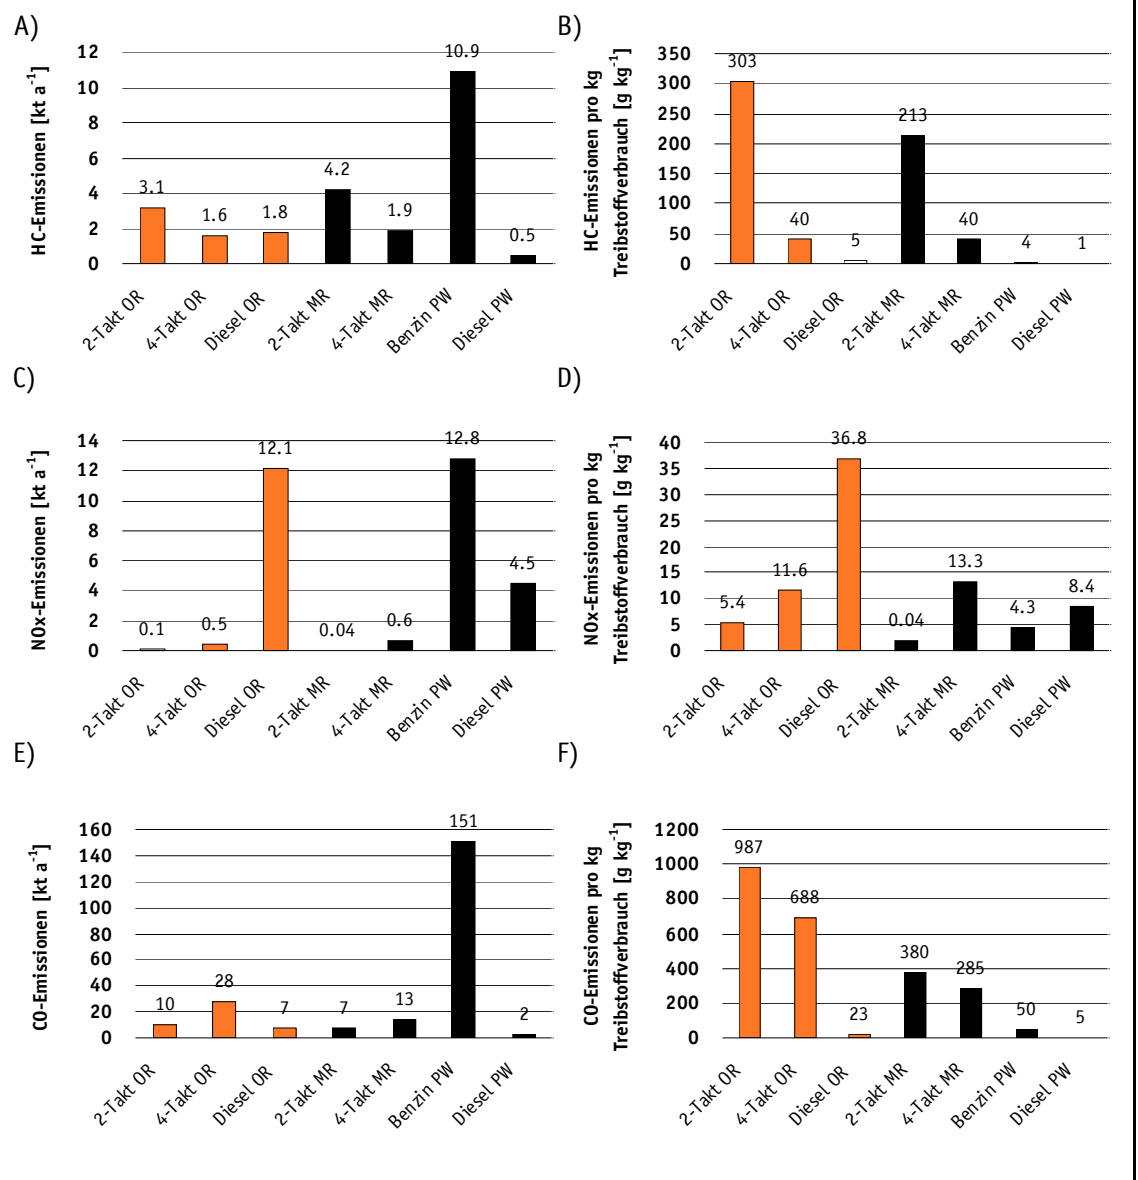 A)
HC-Emissionen [kt a⁻¹]
12
10
8
6
4
2
0
3.1
1.6
1.8
4.2
1.9
10.9
0.5
2-Takt OR
4-Takt OR
Diesel OR
2-Takt MR
4-Takt MR
Benzin PW
Diesel PW
B)
HC-Emissionen pro kg
Treibstoffverbrauch [g kg⁻¹]
350
300
250
200
150
100
50
0
303
40
5
213
40
4
1
2-Takt OR
4-Takt OR
Diesel OR
2-Takt MR
4-Takt MR
Benzin PW
Diesel PW
C)
NOx-Emissionen [kt a⁻¹]
14
12
10
8
6
4
2
0
0.1
0.5
12.1
0.04
0.6
12.8
4.5
2-Takt OR
4-Takt OR
Diesel OR
2-Takt MR
4-Takt MR
Benzin PW
Diesel PW
D)
NOx-Emissionen pro kg
Treibstoffverbrauch [g kg⁻¹]
40
35
30
25
20
15
10
5
0
5.4
11.6
36.8
0.04
13.3
4.3
8.4
2-Takt OR
4-Takt OR
Diesel OR
2-Takt MR
4-Takt MR
Benzin PW
Diesel PW
E)
CO-Emissionen [kt a⁻¹]
160
140
120
100
80
60
40
20
0
10
28
7
7
13
151
2
2-Takt OR
4-Takt OR
Diesel OR
2-Takt MR
4-Takt MR
Benzin PW
Diesel PW
F)
CO-Emissionen pro kg
Treibstoffverbrauch [g kg⁻¹]
1200
1000
800
600
400
200
0
987
688
23
380
285
50
5
2-Takt OR
4-Takt OR
Diesel OR
2-Takt MR
4-Takt MR
Benzin PW
Diesel PW